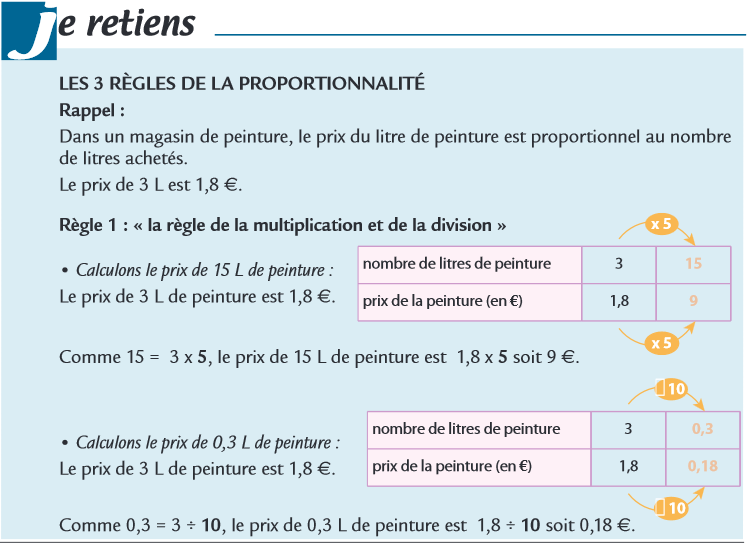 je retiens
LES 3 RÈGLES DE LA PROPORTIONNALITÉ
Rappel :
Dans un magasin de peinture, le prix du litre de peinture est proportionnel au nombre
de litres achetés.
Le prix de 3 L est 1,8 €.
Règle 1 : « la règle de la multiplication et de la division »
x 5
• Calculons le prix de 15 L de peinture :
Le prix de 3 L de peinture est 1,8 €.
nombre de litres de peinture 3 15
prix de la peinture (en €) 1,8 9
x 5
Comme 15 = 3 x 5, le prix de 15 L de peinture est 1,8 x 5 soit 9 €.
▯ 10
• Calculons le prix de 0,3 L de peinture :
Le prix de 3 L de peinture est 1,8 €.
nombre de litres de peinture 3 0,3
prix de la peinture (en €) 1,8 0,18
▯ 10
Comme 0,3 = 3 ÷ 10, le prix de 0,3 L de peinture est 1,8 ÷ 10 soit 0,18 €.